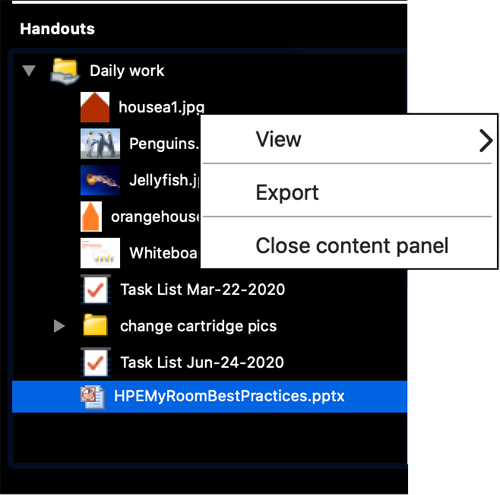 Handouts
Daily work
housea1.jpg
Penguins.
View
Jellyfish.j
Export
orangehouse
Whiteboa
Close content panel
Task List Mar-22-2020
change cartridge pics
Task List Jun-24-2020
HPEMyRoomBestPractices.pptx